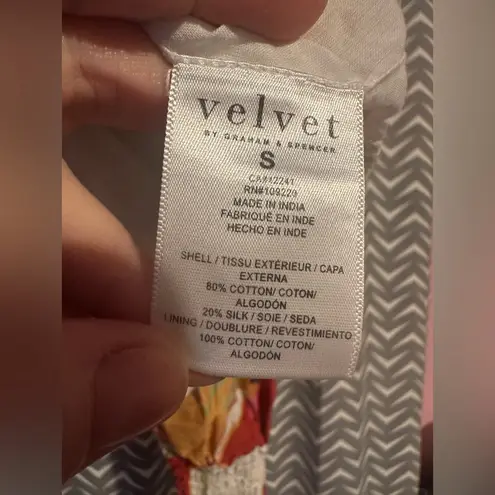 velvet
BY GRAHAM & SPENCER
S
CA#42241
RN#109229
MADE IN INDIA
FABRIQUÉ EN INDE
HECHO EN INDE
SHELL / TISSU EXTÉRIEUR / CAPA
EXTERNA
80% COTTON/ COTON/
ALGODÓN
20% SILK / SOIE / SEDA
LINING / DOUBLURE / REVESTIMIENTO
100% COTTON/ COTON/
ALGODÓN